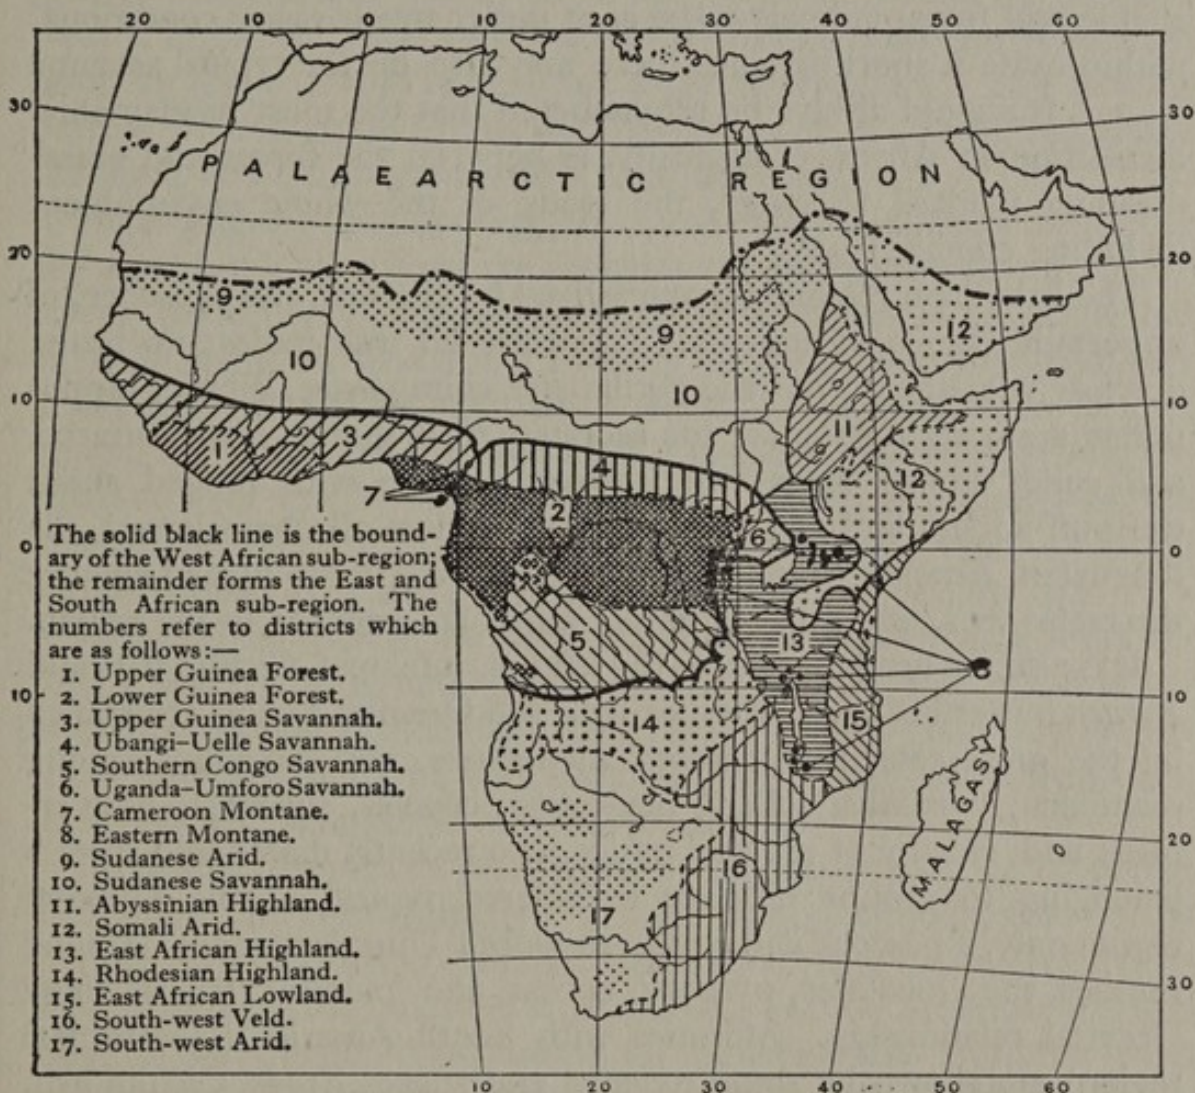 20 10 0 10 20 30 40 50 60
30 30
PALAEARCTIC REGION
20 20
9
9
12
10
10
10 10
11
3
1
4
12
7
2
The solid black line is the bound-
ary of the West African sub-region;
the remainder forms the East and
South African sub-region. The
numbers refer to districts which
are as follows:—
6
0 0
5
13
8
1. Upper Guinea Forest.
2. Lower Guinea Forest.
3. Upper Guinea Savannah.
4. Ubangi-Uelle Savannah.
5. Southern Congo Savannah.
6. Uganda-Umforo Savannah.
7. Cameroon Montane.
8. Eastern Montane.
9. Sudanese Arid.
10. Sudanese Savannah.
11. Abyssinian Highland.
12. Somali Arid.
13. East African Highland.
14. Rhodesian Highland.
15. East African Lowland.
16. South-west Veld.
17. South-west Arid.
10 10
14
15
MALAGASY
20
16
17
30
10 20 30 40 50 60